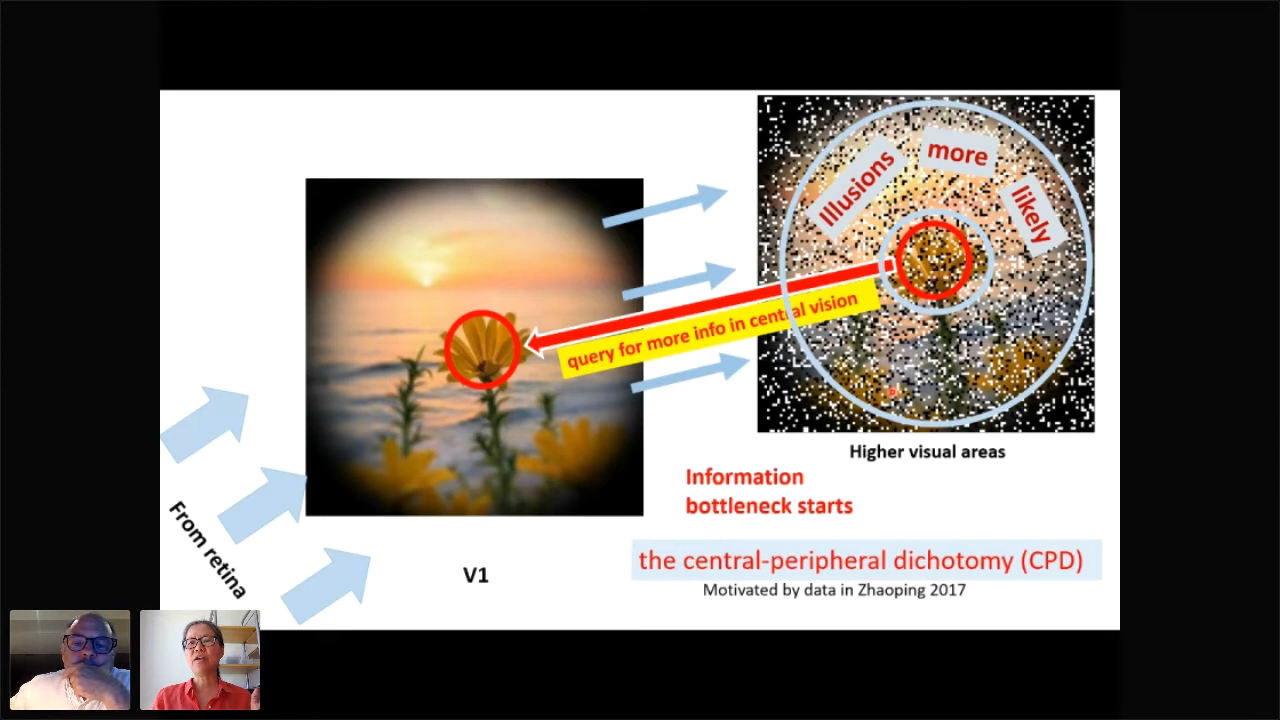 Illusions
more
likely
query for more info in central vision
Higher visual areas
Information
bottleneck starts
From retina
V1
the central-peripheral dichotomy (CPD)
Motivated by data in Zhaoping 2017